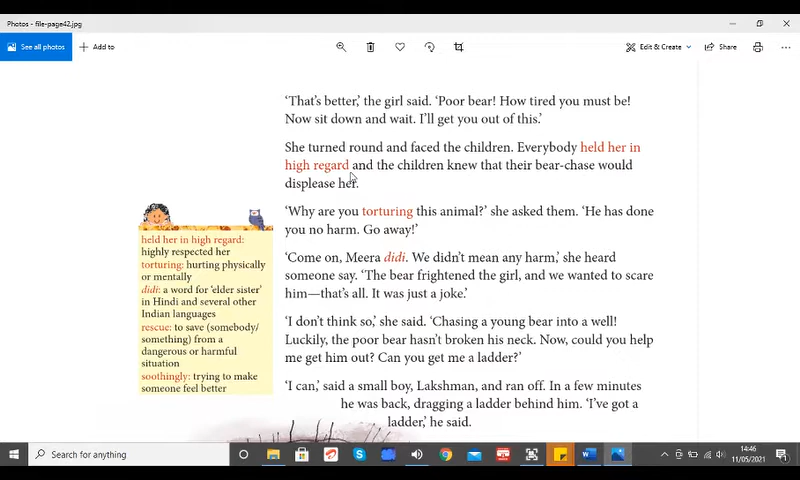 Photos - file-page42.jpg
See all photos
Add to
Edit & Create
Share
‘That’s better,’ the girl said. ‘Poor bear! How tired you must be!
Now sit down and wait. I’ll get you out of this.’
She turned round and faced the children. Everybody held her in
high regard and the children knew that their bear-chase would
displease her.
‘Why are you torturing this animal?’ she asked them. ‘He has done
you no harm. Go away!’
‘Come on, Meera didi. We didn’t mean any harm,’ she heard
someone say. ‘The bear frightened the girl, and we wanted to scare
him—that’s all. It was just a joke.’
‘I don’t think so,’ she said. ‘Chasing a young bear into a well!
Luckily, the poor bear hasn’t broken his neck. Now, could you help
me get him out? Can you get me a ladder?’
‘I can,’ said a small boy, Lakshman, and ran off. In a few minutes
he was back, dragging a ladder behind him. ‘I’ve got a
ladder,’ he said.
held her in high regard:
highly respected her
torturing: hurting physically
or mentally
didi: a word for ‘elder sister’
in Hindi and several other
Indian languages
rescue: to save (somebody/
something) from a
dangerous or harmful
situation
soothingly: trying to make
someone feel better
Search for anything
14:46
11/05/2021